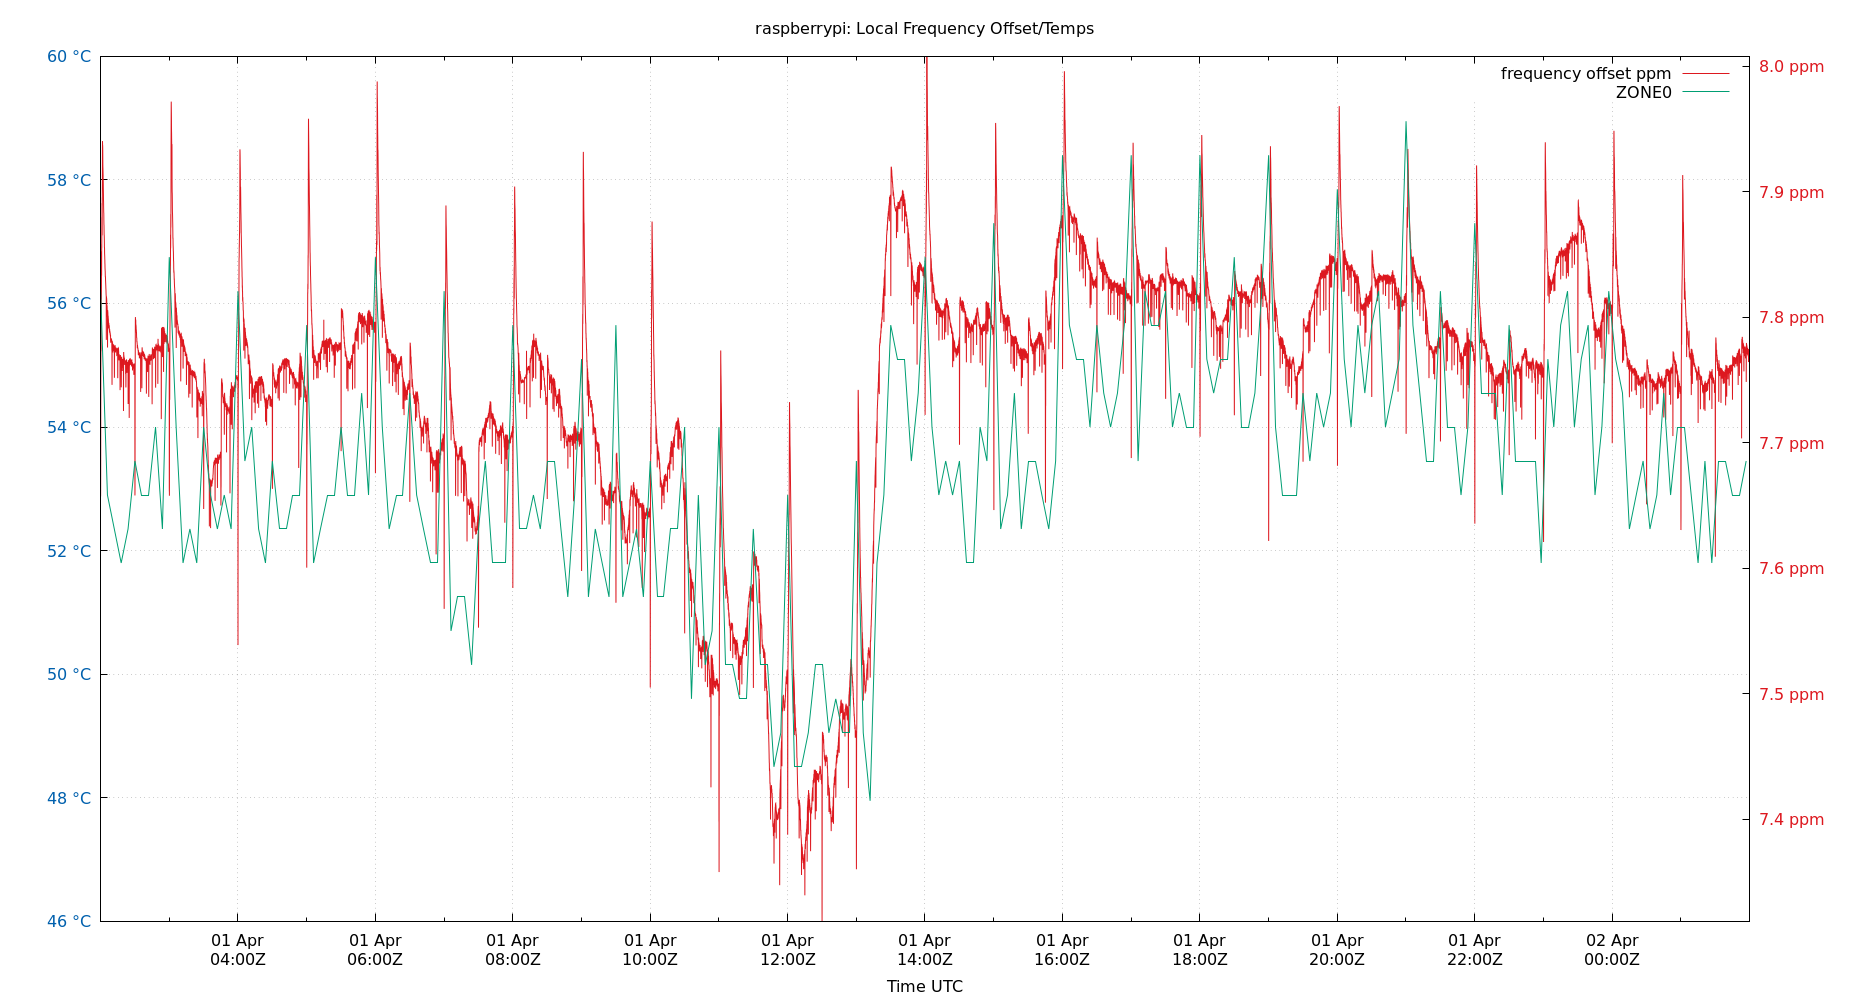 raspberrypi: Local Frequency Offset/Temps
60 °C
58 °C
56 °C
54 °C
52 °C
50 °C
48 °C
46 °C
8.0 ppm
7.9 ppm
7.8 ppm
7.7 ppm
7.6 ppm
7.5 ppm
7.4 ppm
frequency offset ppm
ZONE0
01 Apr
04:00Z
01 Apr
06:00Z
01 Apr
08:00Z
01 Apr
10:00Z
01 Apr
12:00Z
01 Apr
14:00Z
01 Apr
16:00Z
01 Apr
18:00Z
01 Apr
20:00Z
01 Apr
22:00Z
02 Apr
00:00Z
Time UTC